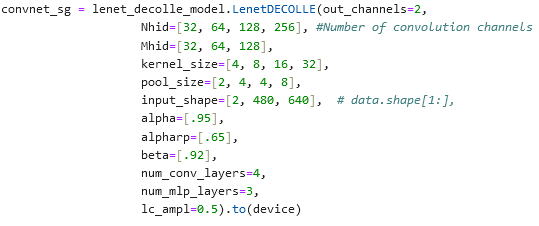 convnet_sg = lenet_decolle_model.LenetDECOLLE(out_channels=2,
Nhid=[32, 64, 128, 256], #Number of convolution channels
Mhid=[32, 64, 128],
kernel_size=[4, 8, 16, 32],
pool_size=[2, 4, 4, 8],
input_shape=[2, 480, 640],  # data.shape[1:],
alpha=[.95],
alpharp=[.65],
beta=[.92],
num_conv_layers=4,
num_mlp_layers=3,
lc_ampl=0.5).to(device)